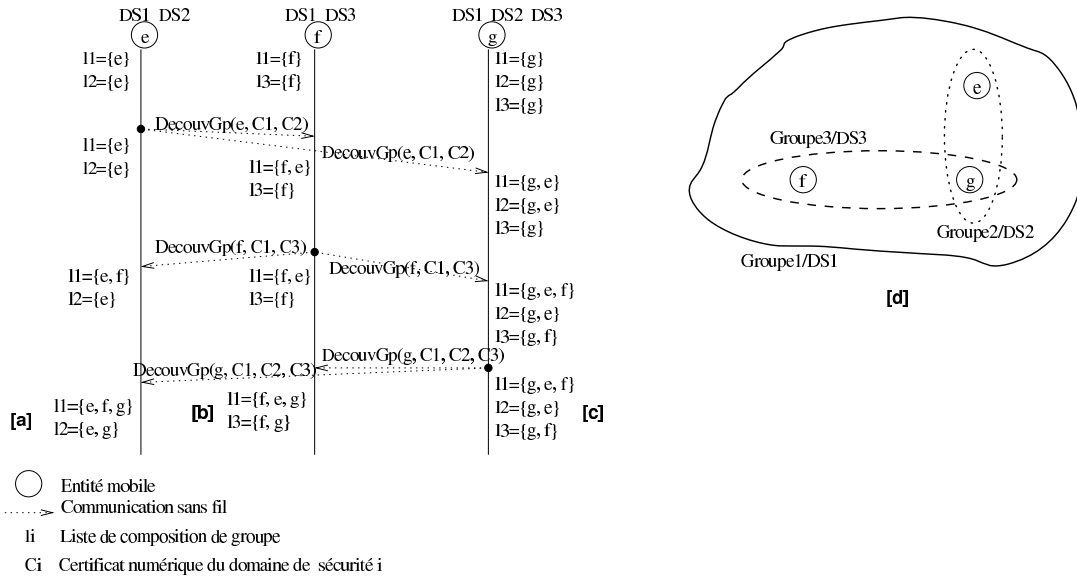 DS1 DS2
e
l1={e}
l2={e}
DecouvGp(e, C1, C2)
l1={e}
l2={e}
DecouvGp(f, C1, C3)
l1={e, f}
l2={e}
DecouvGp(g, C1, C2, C3)
l1={e, f, g}
l2={e, g}
[a]
DS1 DS3
f
l1={f}
l3={f}
DecouvGp(e, C1, C2)
l1={f, e}
l3={f}
DecouvGp(f, C1, C3)
l1={f, e}
l3={f}
DecouvGp(g, C1, C2, C3)
l1={f, e, g}
l3={f, g}
[b]
DS1 DS2 DS3
g
l1={g}
l2={g}
l3={g}
l1={g, e}
l2={g, e}
l3={g}
l1={g, e, f}
l2={g, e}
l3={g, f}
l1={g, e, f}
l2={g, e}
l3={g, f}
[c]
e
Groupe3/DS3
f
g
Groupe2/DS2
Groupe1/DS1
[d]
Entité mobile
Communication sans fil
li Liste de composition de groupe
Ci Certificat numérique du domaine de sécurité i